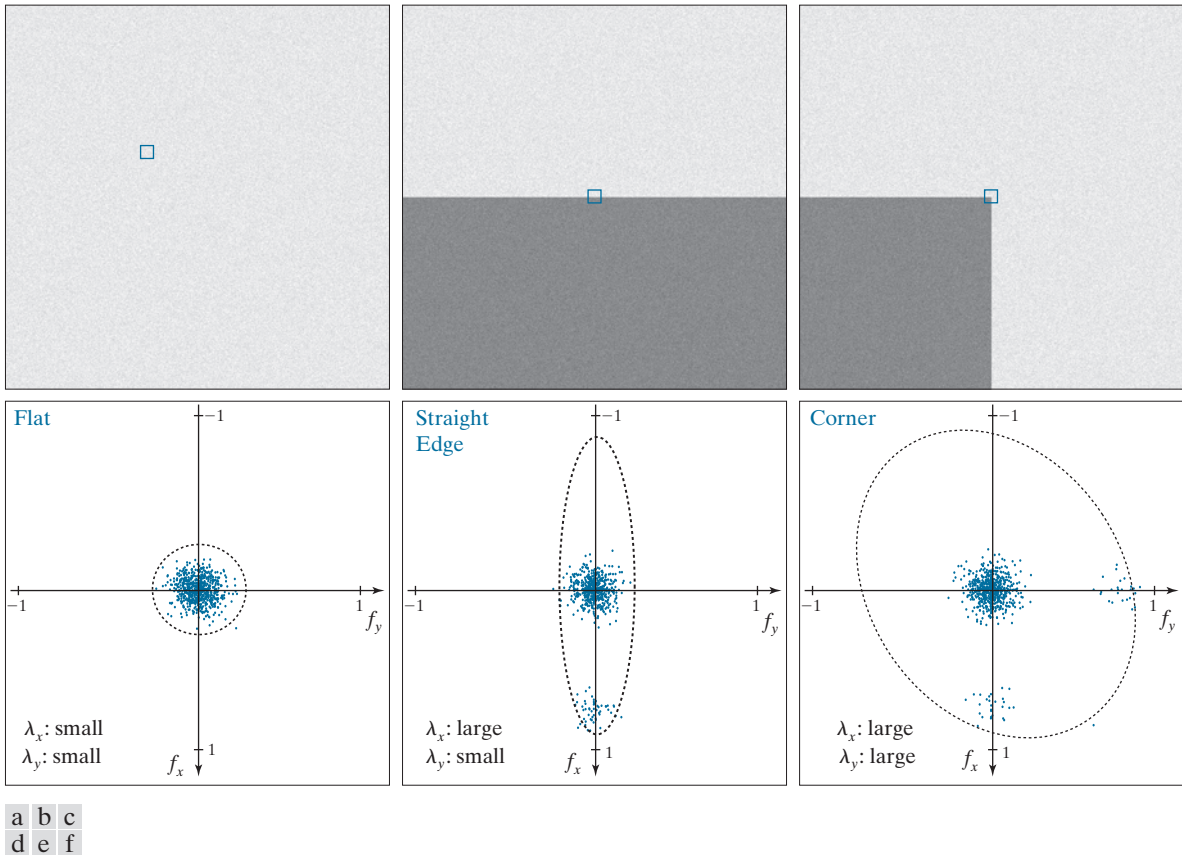 Flat
−1
−1
1
f_y
λ_x: small
λ_y: small
1
f_x
Straight
Edge
−1
−1
1
f_y
λ_x: large
λ_y: small
1
f_x
Corner
−1
−1
1
f_y
λ_x: large
λ_y: large
1
f_x
a b c
d e f